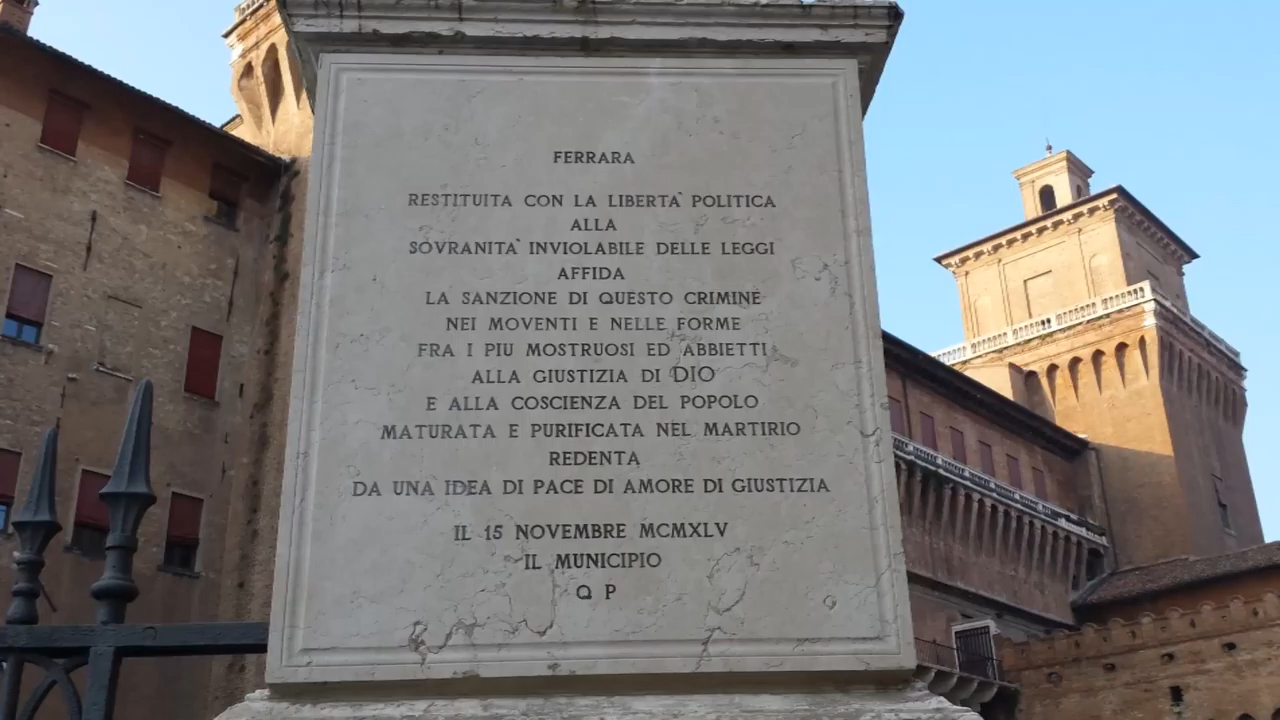 FERRARA
RESTITUITA CON LA LIBERTA` POLITICA
ALLA
SOVRANITA` INVIOLABILE DELLE LEGGI
AFFIDA
LA SANZIONE DI QUESTO CRIMINE
NEI MOVENTI E NELLE FORME
FRA I PIU MOSTRUOSI ED ABBIETTI
ALLA GIUSTIZIA DI DIO
E ALLA COSCIENZA DEL POPOLO
MATURATA E PURIFICATA NEL MARTIRIO
REDENTA
DA UNA IDEA DI PACE DI AMORE DI GIUSTIZIA
IL 15 NOVEMBRE MCMXLV
IL MUNICIPIO
Q P